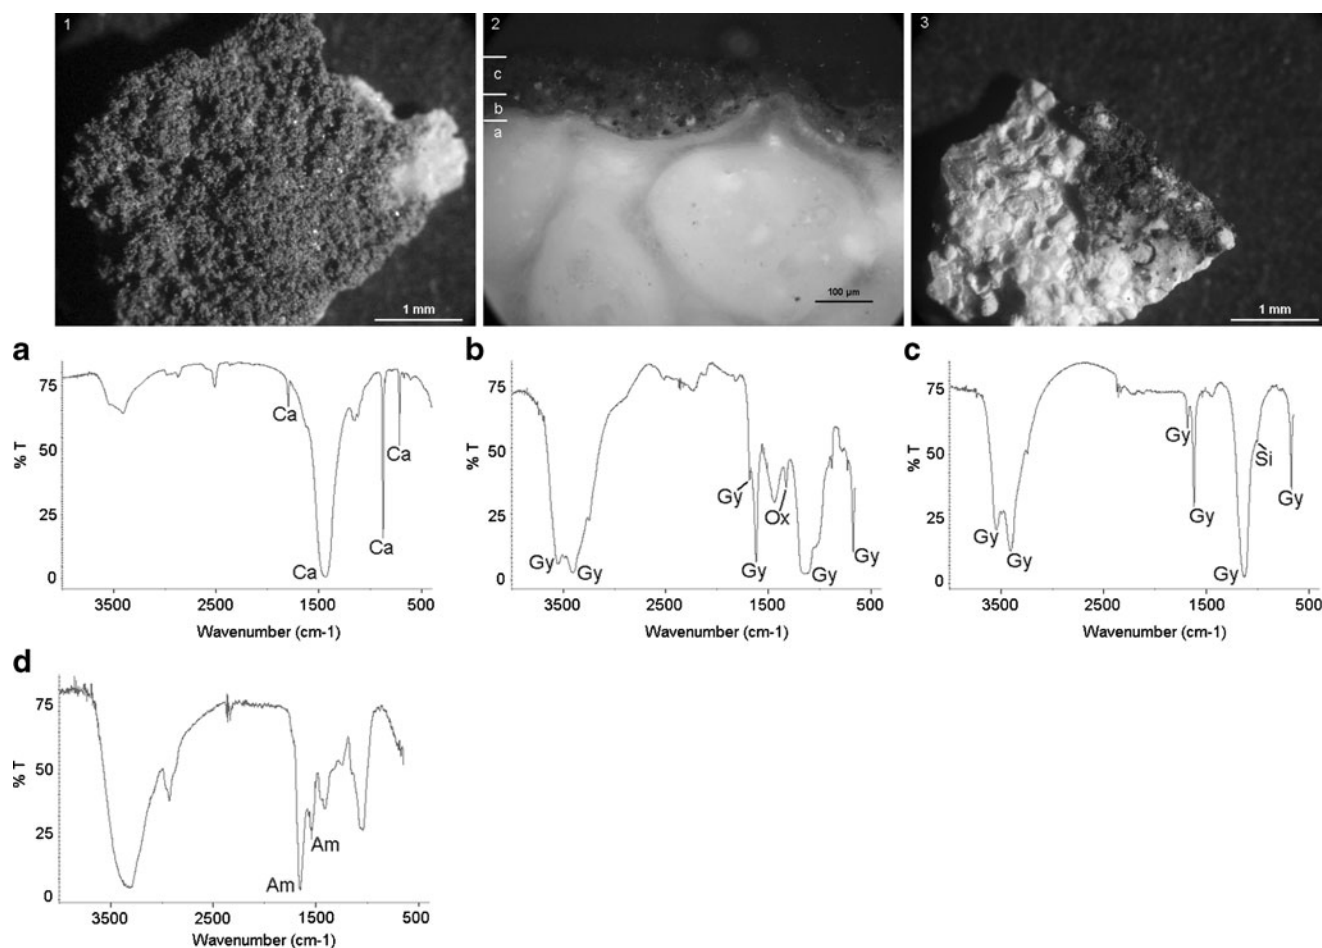 1
1 mm
2
c
b
a
100 µm
3
1 mm
a
% T
75
50
25
0
Ca
Ca
Ca
Ca
3500
2500
1500
500
Wavenumber (cm-1)
b
% T
75
50
25
0
Gy
Gy
Gy
Gy
Ox
Gy
Gy
3500
2500
1500
500
Wavenumber (cm-1)
c
% T
75
50
25
0
Gy
Gy
Gy
Gy
Gy
Si
Gy
3500
2500
1500
500
Wavenumber (cm-1)
d
% T
75
50
25
0
Am
Am
3500
2500
1500
500
Wavenumber (cm-1)